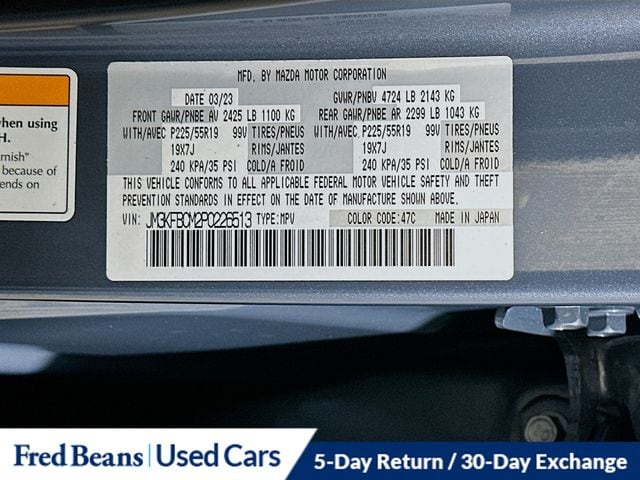 MFD. BY MAZDA MOTOR CORPORATION
DATE 03/23 GVWR/PNBV 4724 LB 2143 KG
FRONT GAWR/PNBE AV 2425 LB 1100 KG REAR GAWR/PNBE AR 2299 LB 1043 KG
WITH/AVEC P225/55R19 99V TIRES/PNEUS WITH/AVEC P225/55R19 99V TIRES/PNEUS
19X7J RIMS/JANTES 19X7J RIMS/JANTES
240 KPA/35 PSI COLD/A FROID 240 KPA/35 PSI COLD/A FROID
THIS VEHICLE CONFORMS TO ALL APPLICABLE FEDERAL MOTOR VEHICLE SAFETY AND THEFT
PREVENTION STANDARDS IN EFFECT ON THE DATE OF MANUFACTURE SHOWN ABOVE.
VIN: JM3KFBCM2P0226513 TYPE:MPV COLOR CODE:47C MADE IN JAPAN
when using
H.
rnish"
because of
ends on
Fred Beans | Used Cars
5-Day Return / 30-Day Exchange